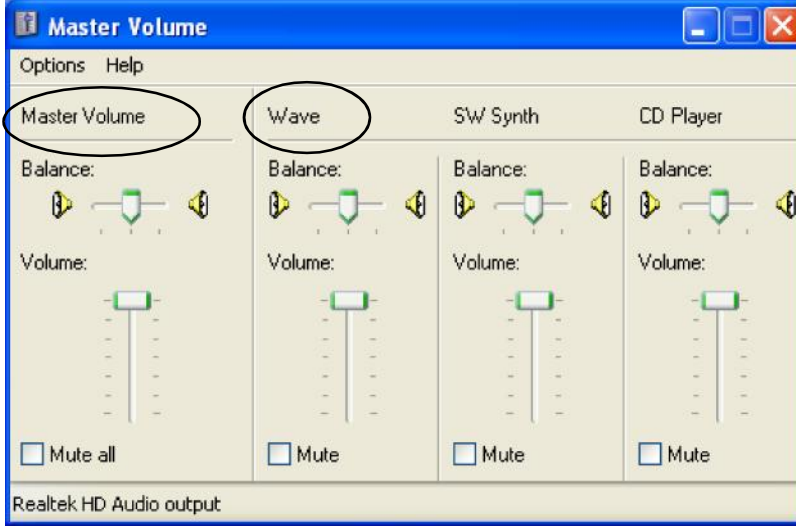 Master Volume
Options Help
Master Volume Wave SW Synth CD Player
Balance: Balance: Balance: Balance:
Volume: Volume: Volume: Volume:
Mute all Mute Mute Mute
Realtek HD Audio output